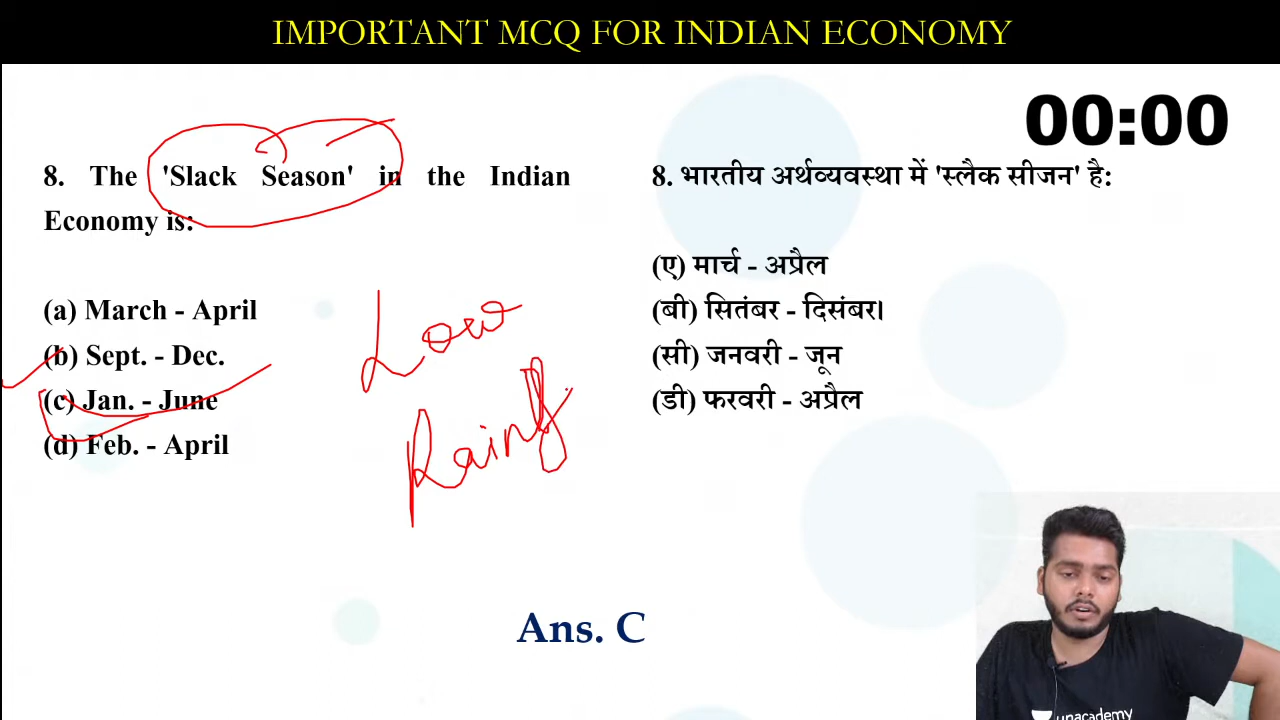 IMPORTANT MCQ FOR INDIAN ECONOMY
00:00
8. The 'Slack Season' in the Indian
Economy is:
(a) March - April
(b) Sept. - Dec.
(c) Jan. - June
(d) Feb. - April
Low
Rainf
8. भारतीय अर्थव्यवस्था में 'स्लैक सीजन' है:
(ए) मार्च - अप्रैल
(बी) सितंबर - दिसंबर।
(सी) जनवरी - जून
(डी) फरवरी - अप्रैल
Ans. C
unacademy